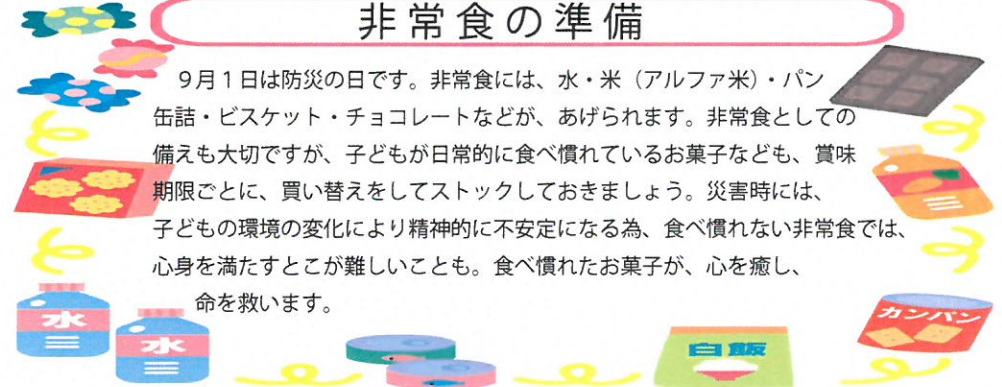 非常食の準備
9月1日は防災の日です。非常食には、水・米(アルファ米)・パン
缶詰・ビスケット・チョコレートなどが、あげられます。非常食としての
備えも大切ですが、子どもが日常的に食べ慣れているお菓子なども、賞味
期限ごとに、買い替えをしてストックしておきましょう。災害時には、
子どもの環境の変化により精神的に不安定になる為、食べ慣れない非常食では、
心身を満たすとこが難しいことも。食べ慣れたお菓子が、心を癒し、
命を救います。
水
水
白飯
カンパン